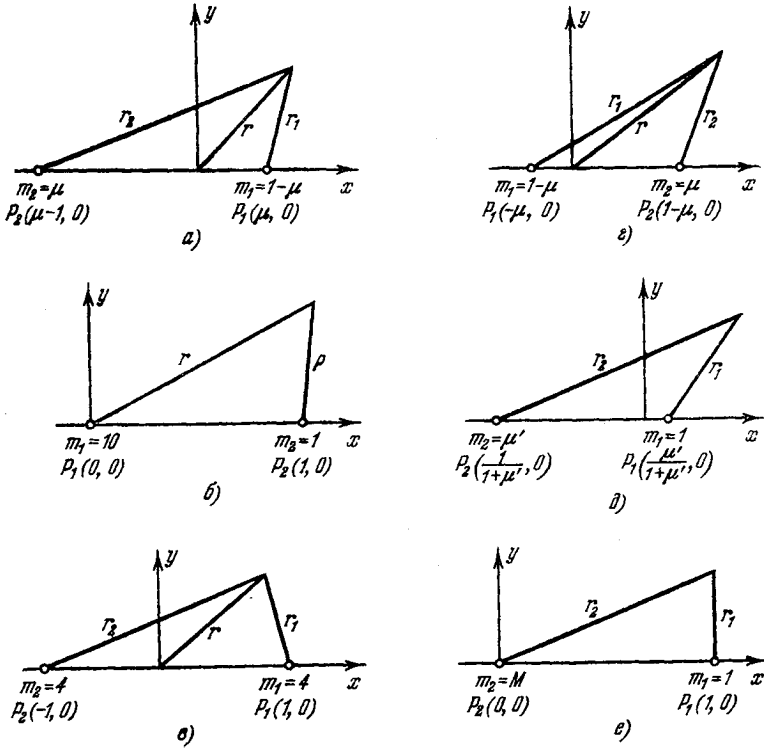 y
r₂
r
r₁
m₂=μ
m₁=1-μ
x
P₂(μ-1, 0)
P₁(μ, 0)
а)
y
r₁
r
r₂
m₁=1-μ
m₂=μ
x
P₁(-μ, 0)
P₂(1-μ, 0)
г)
y
r
ρ
m₁=10
m₂=1
x
P₁(0, 0)
P₂(1, 0)
б)
y
r₂
r₁
m₂=μ'
m₁=1
x
P₂(1/(1+μ'), 0)
P₁(μ'/(1+μ'), 0)
д)
y
r₂
r
r₁
m₂=4
m₁=4
x
P₂(-1, 0)
P₁(1, 0)
в)
y
r₂
r₁
m₂=M
m₁=1
x
P₂(0, 0)
P₁(1, 0)
е)